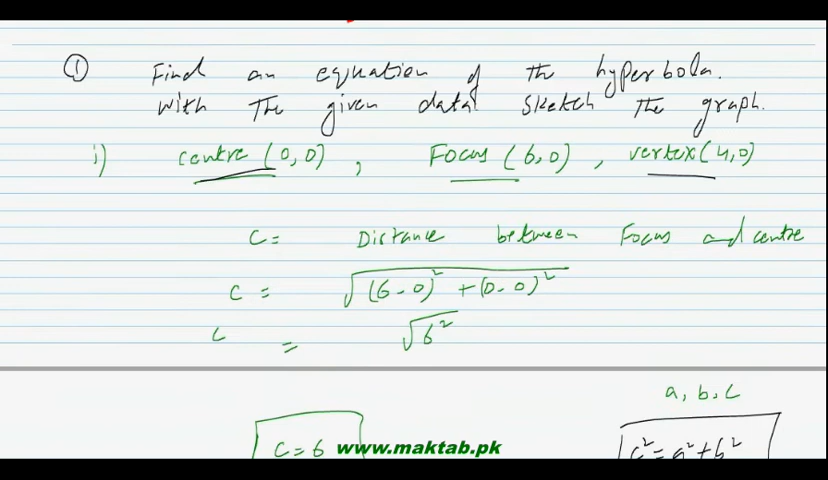 ① Find an equation of the hyperbola.
with the given data sketch the graph.
i) centre (0,0), Focus (6,0), vertex(4,0)
c = Distance between Focus and centre
c = √(6-0)² + (0-0)²
c = √6²
a, b, c
c = 6
c² = a² + b²
www.maktab.pk